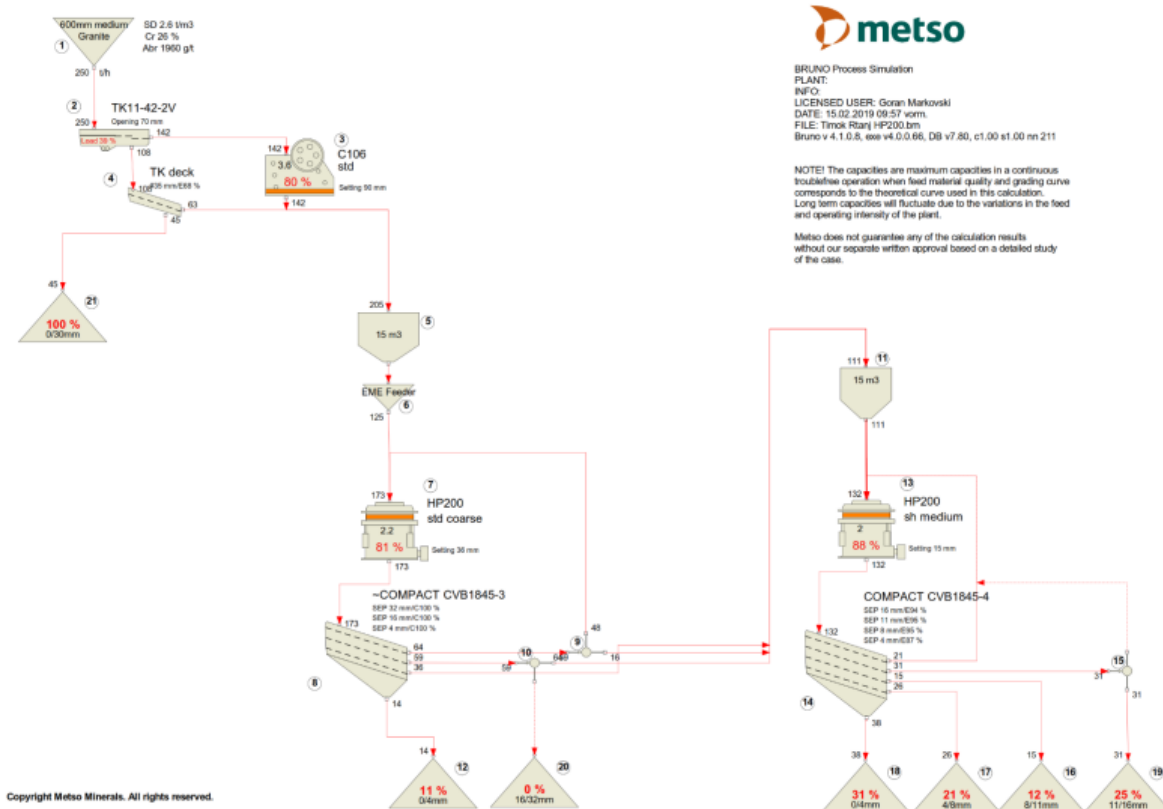 600mm medium
Granite
SD 2.6 t/m3
Cr 26 %
Abr 1960 g/t
1
250 t/h
metso
BRUNO Process Simulation
PLANT:
INFO:
LICENSED USER: Goran Markovski
DATE: 15.02.2019 09:57 vorm.
FILE: Timok Rtanj HP200.brn
Bruno v 4.1.0.8, exe v4.0.0.66, DB v7.80, c1.00 s1.00 nn 211
NOTE! The capacities are maximum capacities in a continuous
troublefree operation when feed material quality and grading curve
corresponds to the theoretical curve used in this calculation.
Long term capacities will fluctuate due to the variations in the feed
and operating intensity of the plant.
Metso does not guarantee any of the calculation results
without our separate written approval based on a detailed study
of the case.
2
TK11-42-2V
Opening 70 mm
250
Load 38 %
142
108
3
C106
std
142
3.6
80 %
142
4
TK deck
108
63
45
45
21
100 %
0/30mm
205
15 m3
5
EME Feeder
6
125
111
11
15 m3
111
7
173
HP200
std coarse
2.2
81 %
Setting 36 mm
173
13
132
HP200
sh medium
2
88 %
Setting 15 mm
132
~COMPACT CVB1845-3
SEP 32 mm/C100 %
SEP 16 mm/C100 %
SEP 4 mm/C100 %
173
64
59
36
8
14
10
59
9
48
16
COMPACT CVB1845-4
SEP 16 mm/E94 %
SEP 11 mm/E96 %
SEP 8 mm/E95 %
SEP 4 mm/E87 %
132
21
31
15
26
14
38
31
15
31
14
12
11 %
0/4mm
20
0 %
16/32mm
38
18
31 %
0/4mm
26
17
21 %
4/8mm
15
16
12 %
8/11mm
31
19
25 %
11/16mm
Copyright Metso Minerals. All rights reserved.